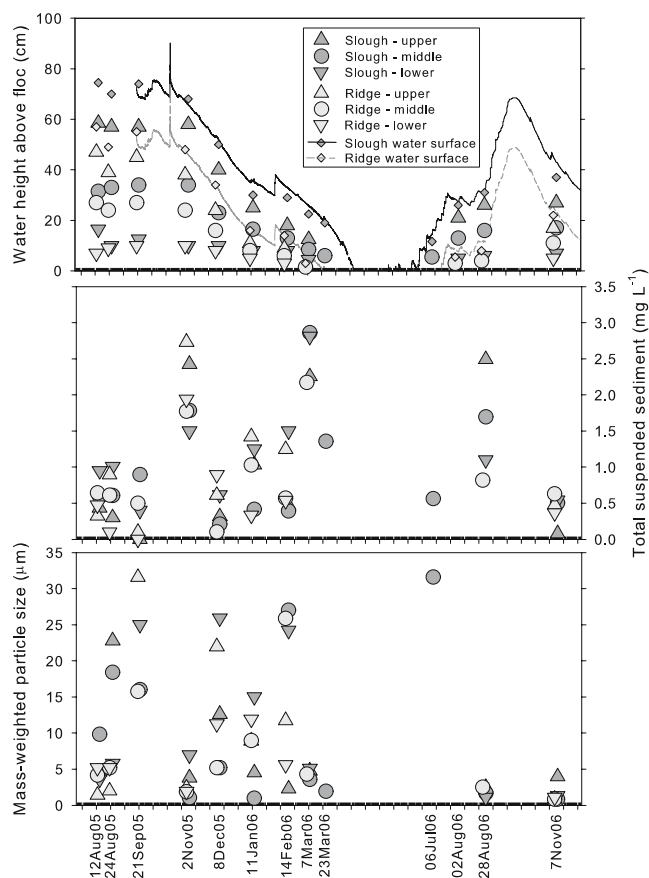 100
80
60
40
20
0
Water height above floc (cm)
Slough - upper
Slough - middle
Slough - lower
Ridge - upper
Ridge - middle
Ridge - lower
Slough water surface
Ridge water surface
3.5
3.0
2.5
2.0
1.5
1.0
0.5
0.0
Total suspended sediment (mg L⁻¹)
35
30
25
20
15
10
5
0
Mass-weighted particle size (μm)
12Aug05
24Aug05
21Sep05
2Nov05
8Dec05
11Jan06
14Feb06
7Mar06
23Mar06
06Jul06
02Aug06
28Aug06
7Nov06